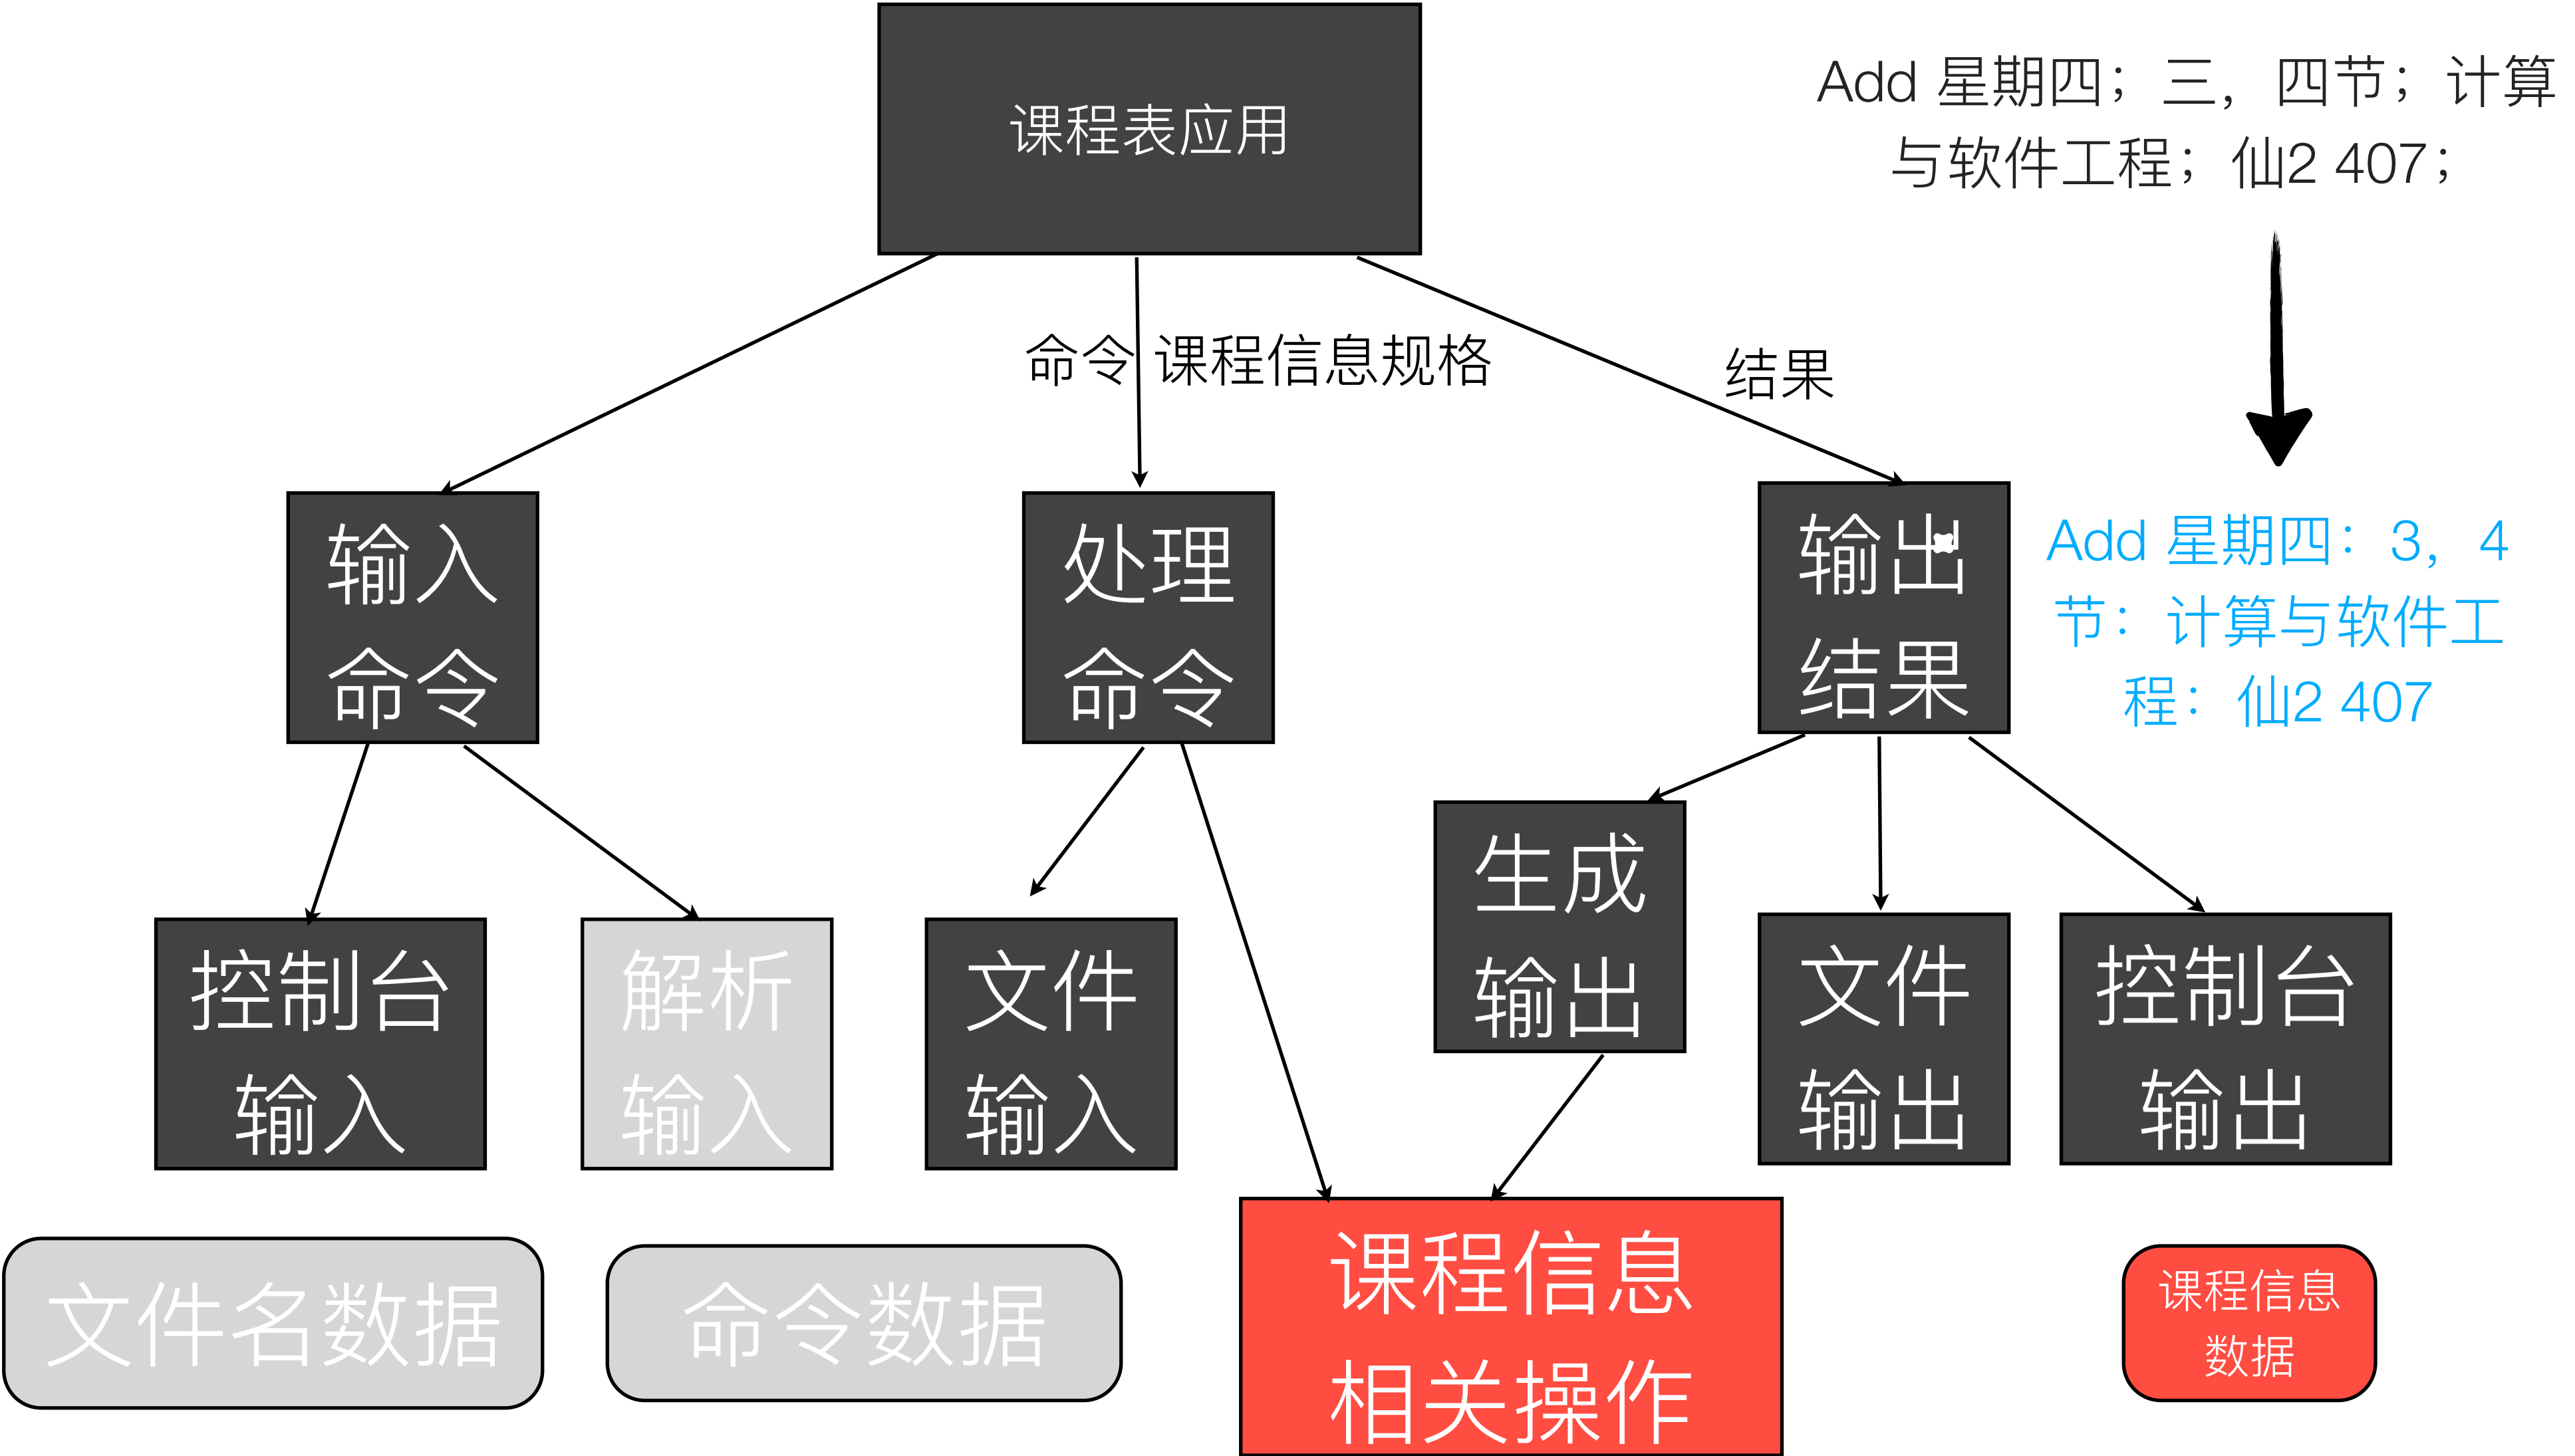 课程表应用
Add 星期四；三，四节；计算
与软件工程；仙2 407；
命令 课程信息规格
结果
输入
命令
处理
命令
输出
结果
Add 星期四：3，4
节：计算与软件工
程：仙2 407
控制台
输入
解析
输入
文件
输入
生成
输出
文件
输出
控制台
输出
文件名数据
命令数据
课程信息
相关操作
课程信息
数据